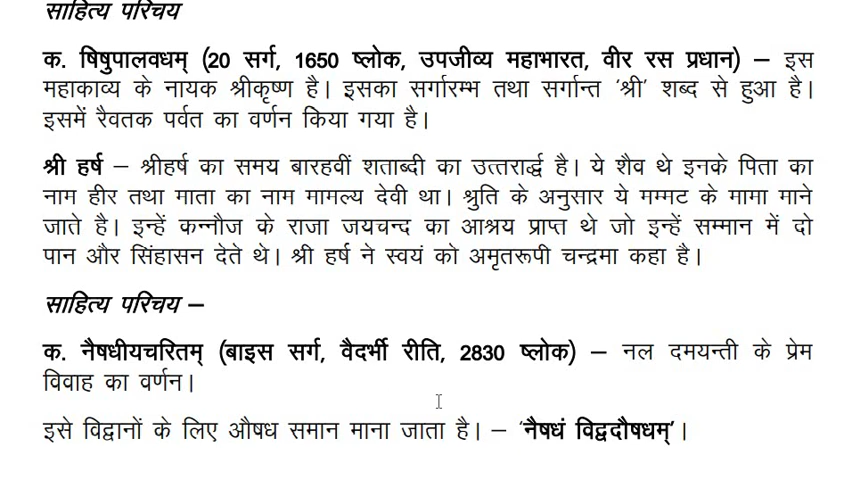 साहित्य परिचय
क. षिषुपालवधम् (20 सर्ग, 1650 ष्लोक, उपजीव्य महाभारत, वीर रस प्रधान) – इस
महाकाव्य के नायक श्रीकृष्ण है। इसका सर्गारम्भ तथा सर्गान्त 'श्री' शब्द से हुआ है।
इसमें रैवतक पर्वत का वर्णन किया गया है।
श्री हर्ष – श्रीहर्ष का समय बारहवीं शताब्दी का उत्तरार्द्ध है। ये शैव थे इनके पिता का
नाम हीर तथा माता का नाम मामल्य देवी था। श्रुति के अनुसार ये मम्मट के मामा माने
जाते है। इन्हें कन्नौज के राजा जयचन्द का आश्रय प्राप्त थे जो इन्हें सम्मान में दो
पान और सिंहासन देते थे। श्री हर्ष ने स्वयं को अमृतरूपी चन्द्रमा कहा है।
साहित्य परिचय –
क. नैषधीयचरितम् (बाइस सर्ग, वैदर्भी रीति, 2830 ष्लोक) – नल दमयन्ती के प्रेम
विवाह का वर्णन।
इसे विद्वानों के लिए औषध समान माना जाता है। – 'नैषधं विद्वदौषधम्'।